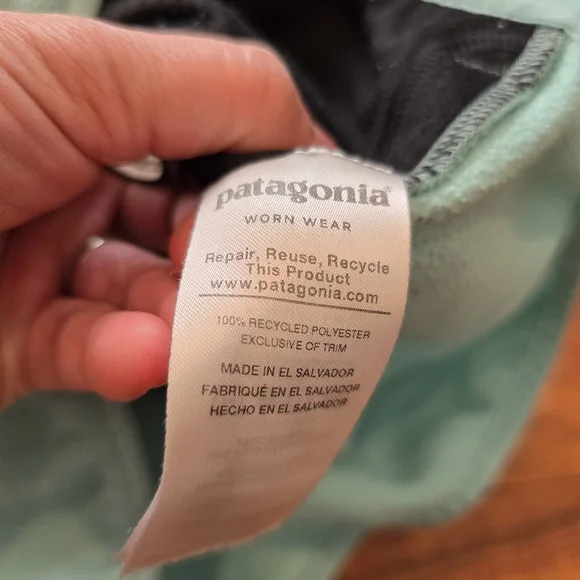 patagonia®
WORN WEAR
Repair, Reuse, Recycle
This Product
www.patagonia.com
100% RECYCLED POLYESTER
EXCLUSIVE OF TRIM
MADE IN EL SALVADOR
FABRIQUÉ EN EL SALVADOR
HECHO EN EL SALVADOR